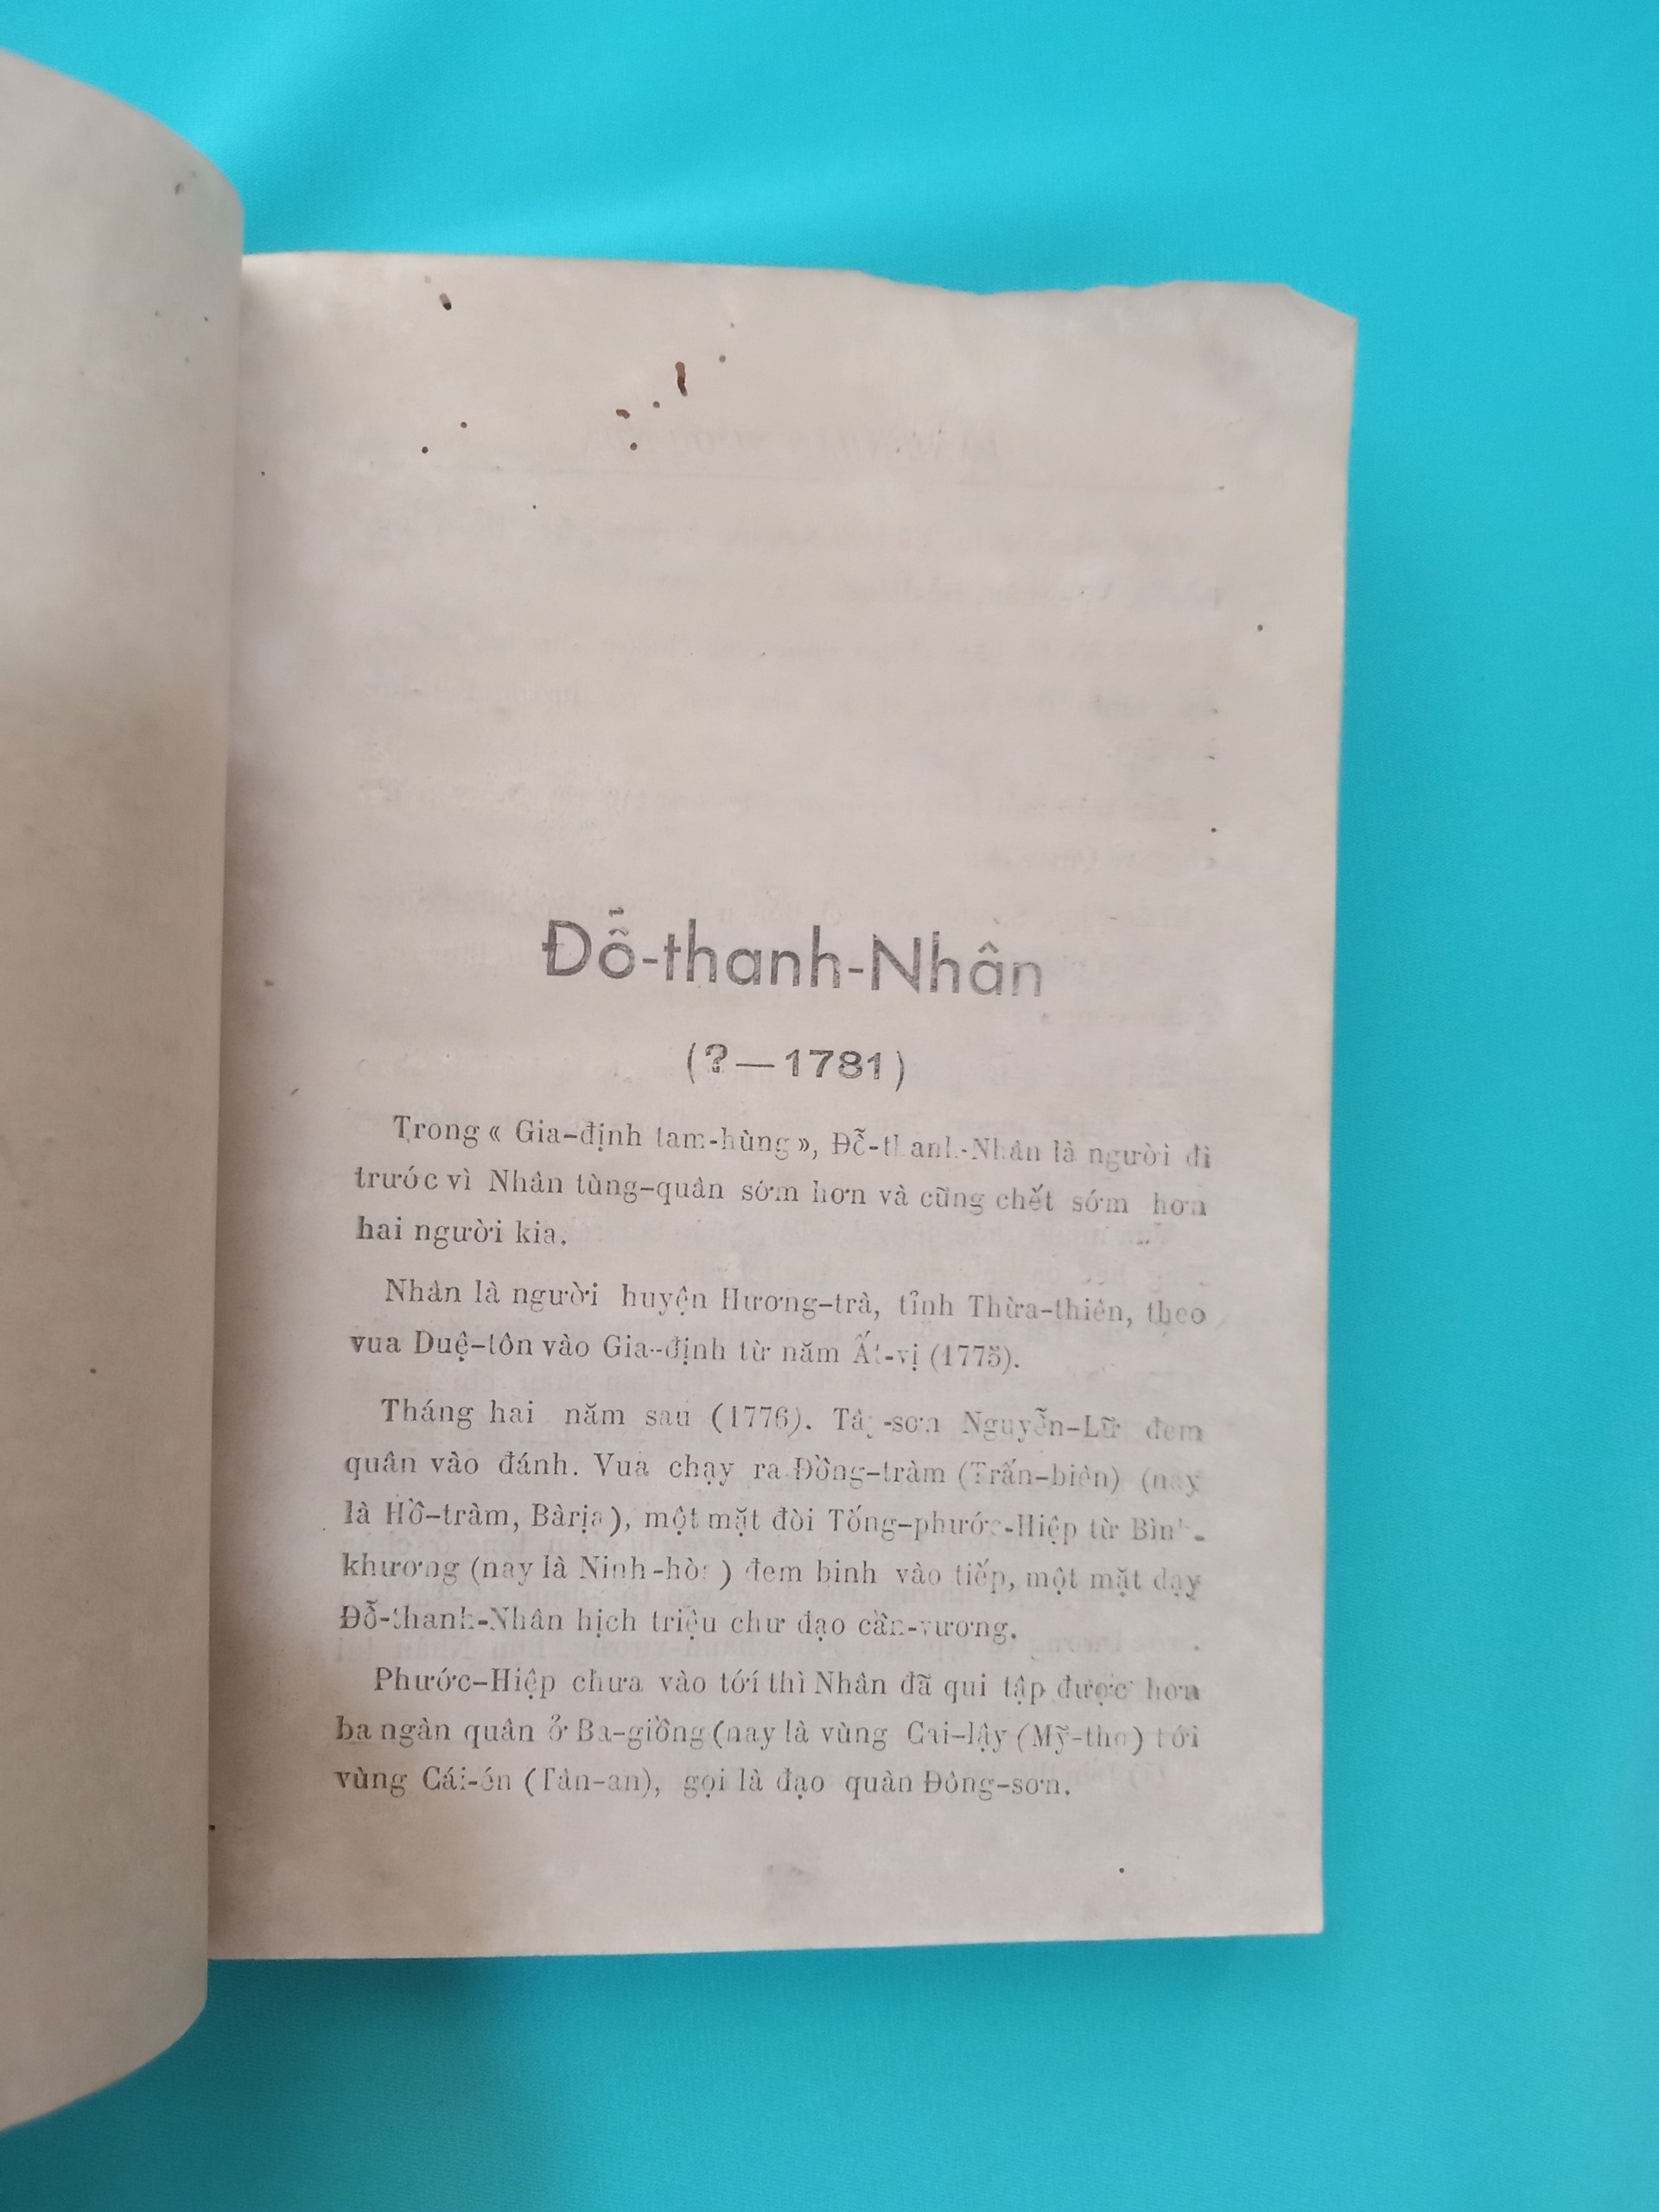 Đỗ-thanh-Nhân
(?—1781)
Trong « Gia-định tam-hùng », Đỗ-thanh-Nhân là người đi
trước vì Nhân tùng-quân sớm hơn và cũng chết sớm hơn
hai người kia.
Nhân là người huyện Hương-trà, tỉnh Thừa-thiên, theo
vua Duệ-tôn vào Gia-định từ năm Ất-vị (1775).
Tháng hai năm sau (1776). Tây-sơn Nguyễn-Lữ đem
quân vào đánh. Vua chạy ra Đồng-tràm (Trấn-biên) (nay
là Hồ-tràm, Bàrịa), một mặt đòi Tống-phước-Hiệp từ Bình-
khương (nay là Ninh-hòa) đem binh vào tiếp, một mặt dạy
Đỗ-thanh-Nhân hịch triệu chư đạo cần-vương.
Phước-Hiệp chưa vào tới thì Nhân đã qui tập được hơn
ba ngàn quân ở Ba-giồng (nay là vùng Cai-lậy (Mỹ-tho) tới
vùng Cái-én (Tân-an), gọi là đạo quân Đông-sơn.